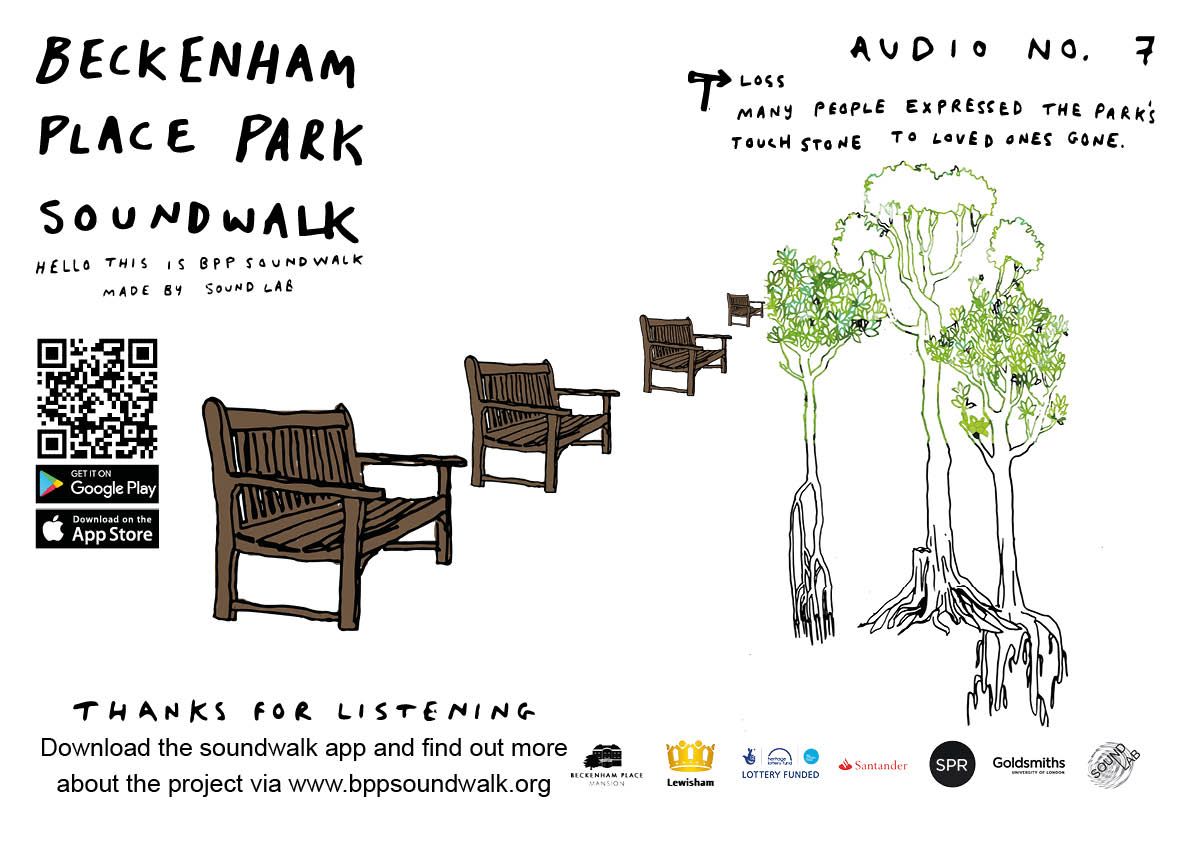 BECKENHAM
PLACE PARK
SOUNDWALK
HELLO THIS IS BPP SOUNDWALK
MADE BY SOUND LAB
AUDIO NO. 7
LOSS
MANY PEOPLE EXPRESSED THE PARK'S
TOUCH STONE TO LOVED ONES GONE.
GET IT ON
Google Play
Download on the
App Store
THANKS FOR LISTENING
Download the soundwalk app and find out more
about the project via www.bppsoundwalk.org
BECKENHAM PLACE
MANSION
Lewisham
heritage
lottery fund
LOTTERY FUNDED
Santander
SPR
Goldsmiths
UNIVERSITY OF LONDON
SOUND
LAB